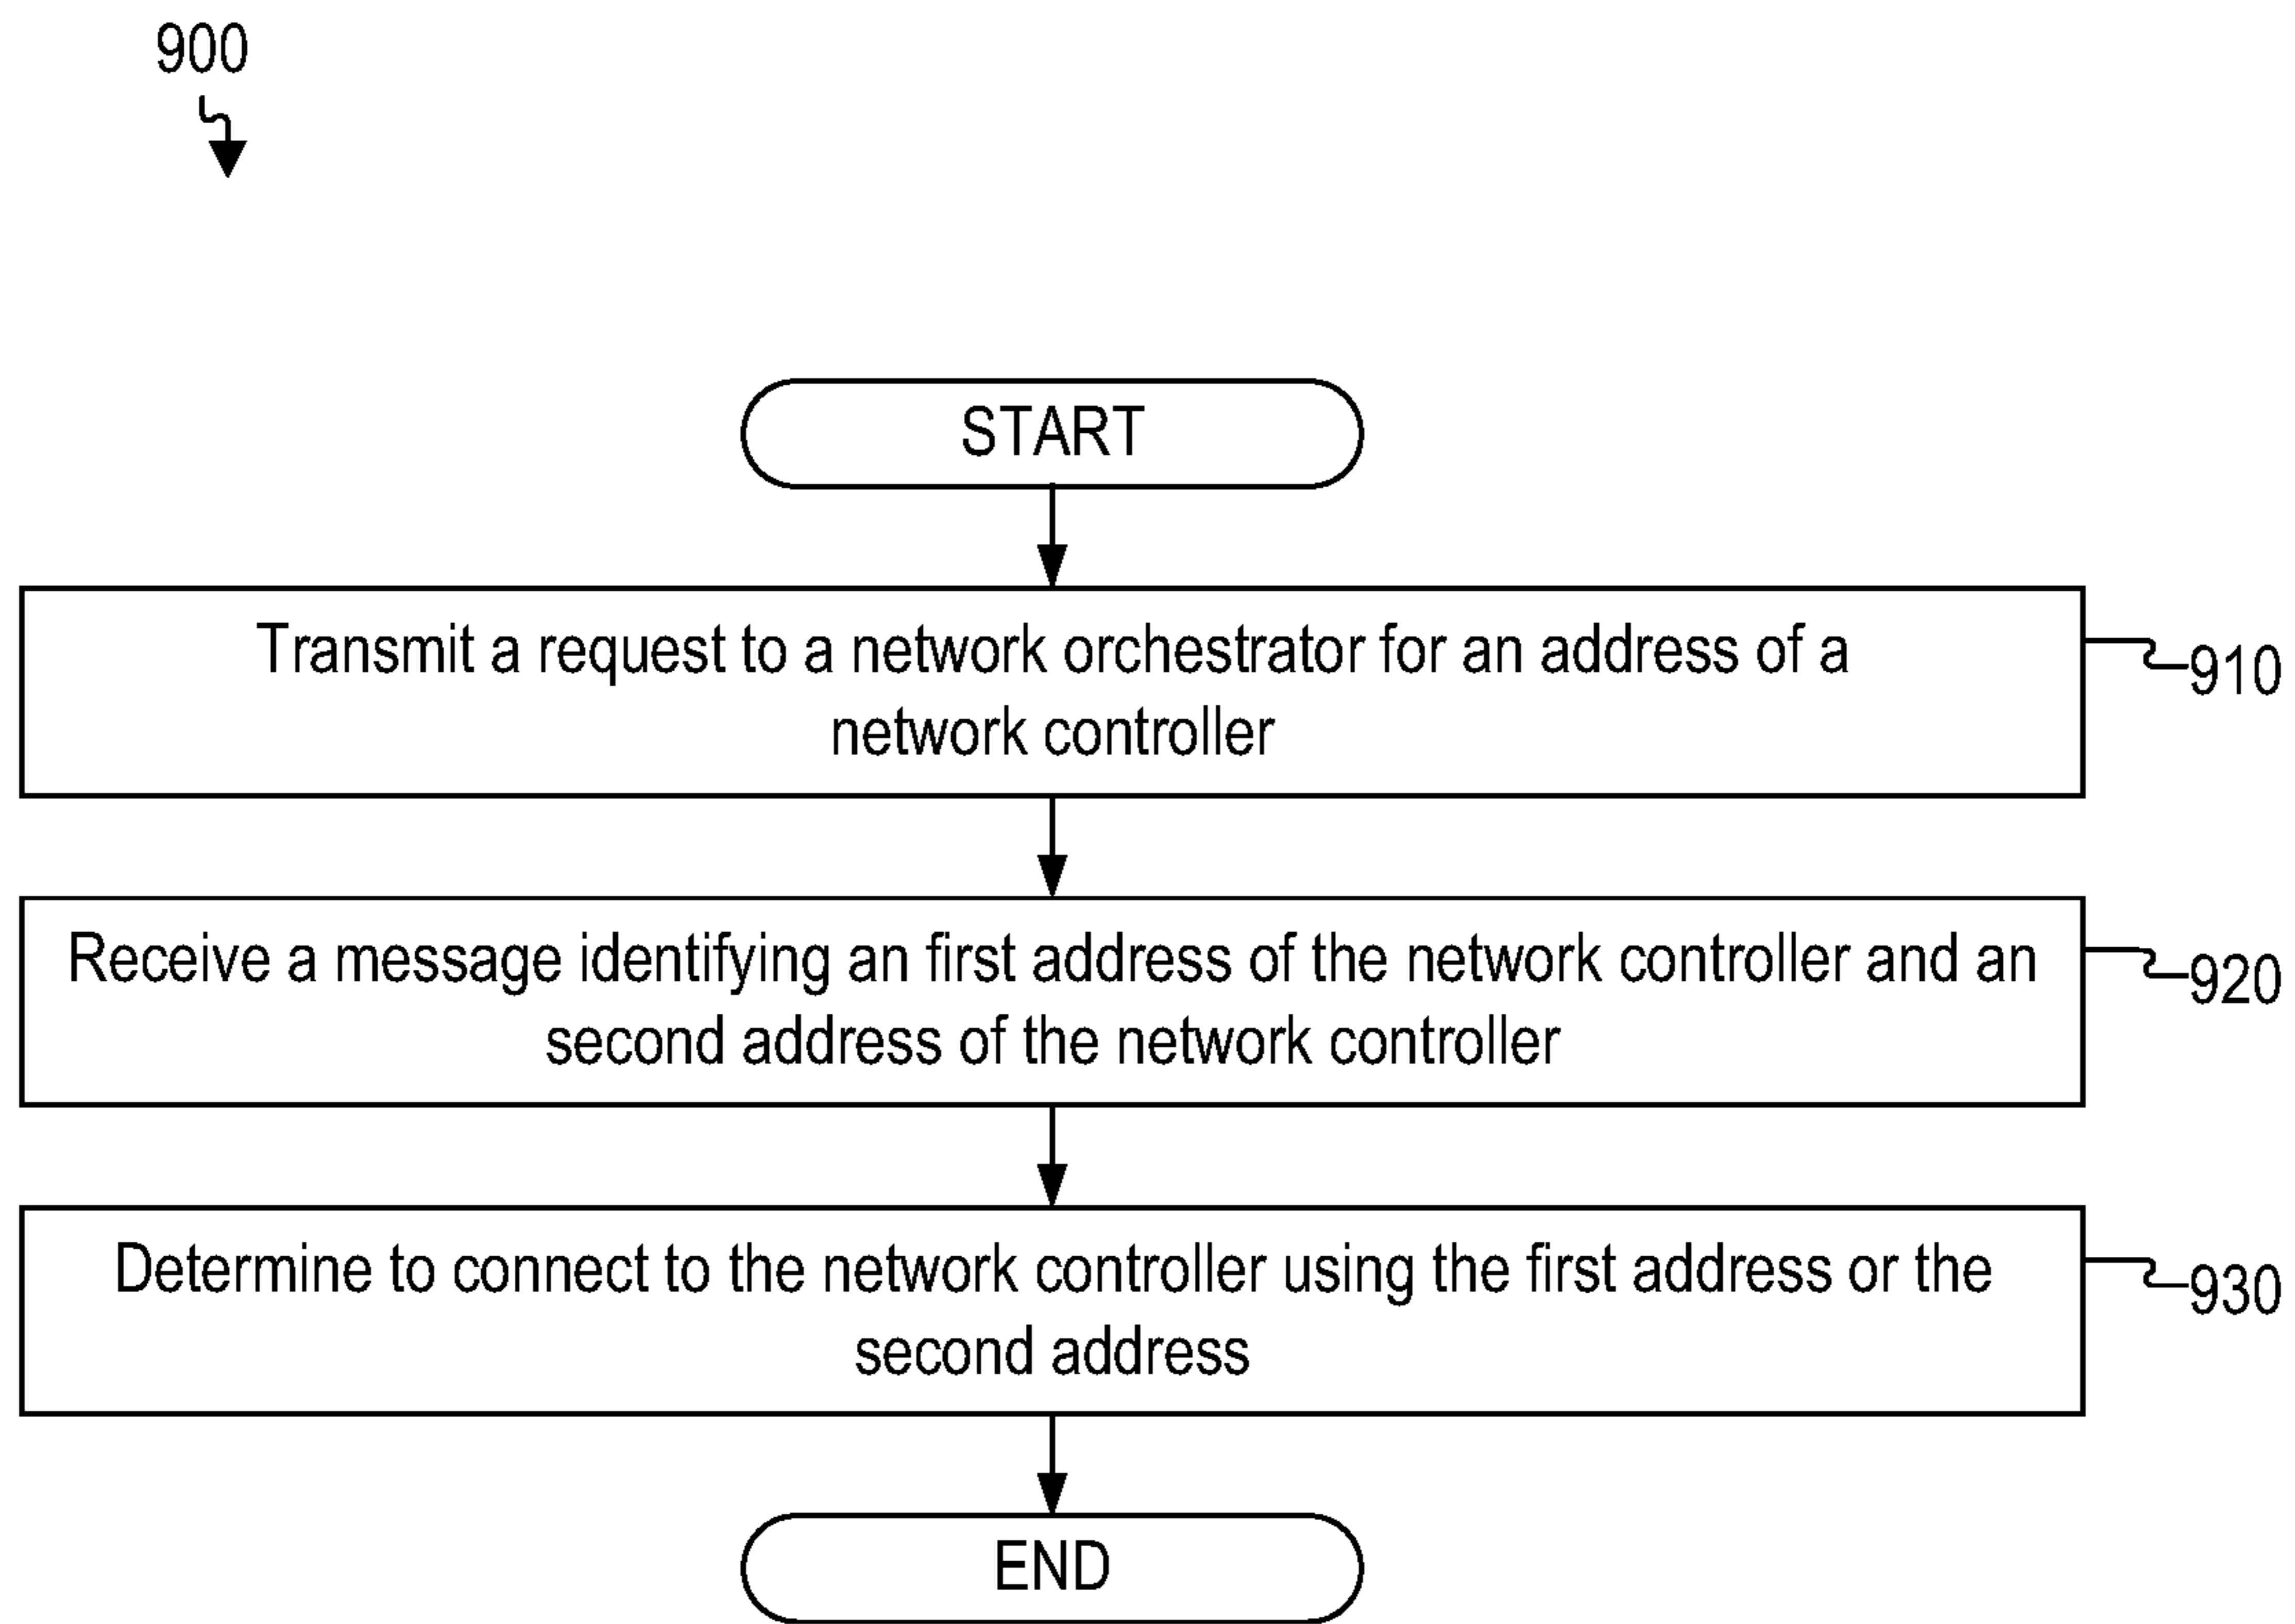 900
START
Transmit a request to a network orchestrator for an address of a
network controller
910
Receive a message identifying an first address of the network controller and an
second address of the network controller
920
Determine to connect to the network controller using the first address or the
second address
930
END